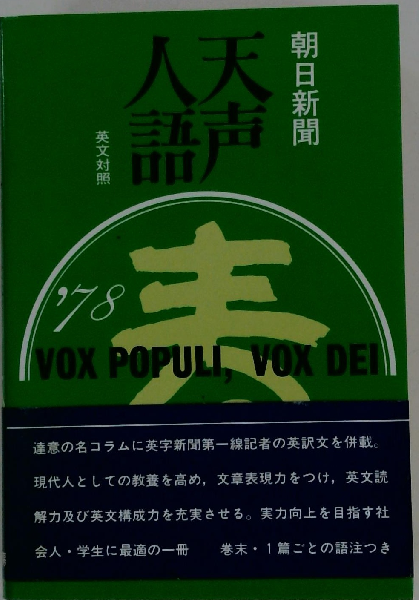 朝日新聞
天声
人語
英文対照
'78
春
VOX POPULI, VOX DEI
達意の名コラムに英字新聞第一線記者の英訳文を併載。
現代人としての教養を高め，文章表現力をつけ，英文読
解力及び英文構成力を充実させる。実力向上を目指す社
会人・学生に最適の一冊　　巻末・1篇ごとの語注つき